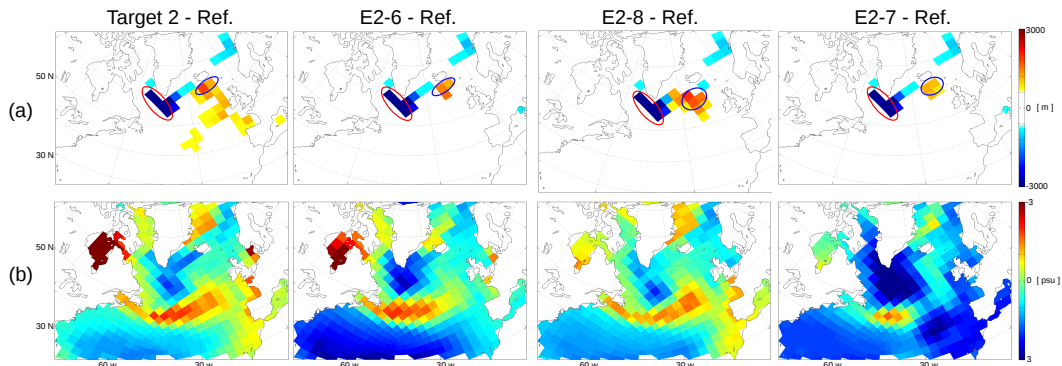 Target 2 - Ref. E2-6 - Ref. E2-8 - Ref. E2-7 - Ref.
3000
50 N
(a)
0 [ m ]
30 N
-3000
-3
50 N
(b)
0 [ psu ]
30 N
3
60 W 30 W 60 W 30 W 60 W 30 W 60 W 30 W